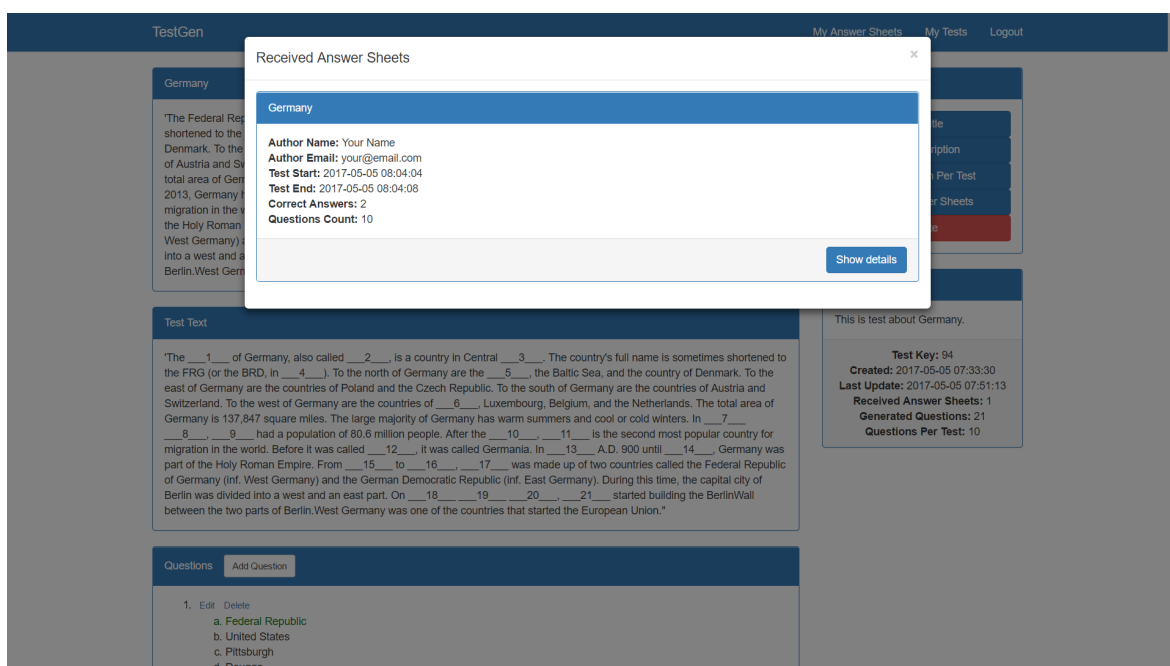 TestGen
My Answer Sheets My Tests Logout
Received Answer Sheets
×
Germany
Author Name: Your Name
Author Email: your@email.com
Test Start: 2017-05-05 08:04:04
Test End: 2017-05-05 08:04:08
Correct Answers: 2
Questions Count: 10
Show details
Germany
'The Federal Rep
shortened to the
Denmark. To the
of Austria and Sw
total area of Germ
2013, Germany h
migration in the w
the Holy Roman
West Germany) a
into a west and a
Berlin.West Germ
Per Test
er Sheets
Test Text
'The ___1___ of Germany, also called ___2___, is a country in Central ___3___. The country's full name is sometimes shortened to
the FRG (or the BRD, in ___4___). To the north of Germany are the ___5___, the Baltic Sea, and the country of Denmark. To the
east of Germany are the countries of Poland and the Czech Republic. To the south of Germany are the countries of Austria and
Switzerland. To the west of Germany are the countries of ___6___, Luxembourg, Belgium, and the Netherlands. The total area of
Germany is 137,847 square miles. The large majority of Germany has warm summers and cool or cold winters. In ___7___
___8___, ___9___ had a population of 80.6 million people. After the ___10___, ___11___ is the second most popular country for
migration in the world. Before it was called ___12___, it was called Germania. In ___13___ A.D. 900 until ___14___, Germany was
part of the Holy Roman Empire. From ___15___ to ___16___, ___17___ was made up of two countries called the Federal Republic
of Germany (inf. West Germany) and the German Democratic Republic (inf. East Germany). During this time, the capital city of
Berlin was divided into a west and an east part. On ___18___ ___19___ ___20___, ___21___ started building the BerlinWall
between the two parts of Berlin.West Germany was one of the countries that started the European Union."
This is test about Germany.
Test Key: 94
Created: 2017-05-05 07:33:30
Last Update: 2017-05-05 07:51:13
Received Answer Sheets: 1
Generated Questions: 21
Questions Per Test: 10
Questions Add Question
1. Edit Delete
a. Federal Republic
b. United States
c. Pittsburgh